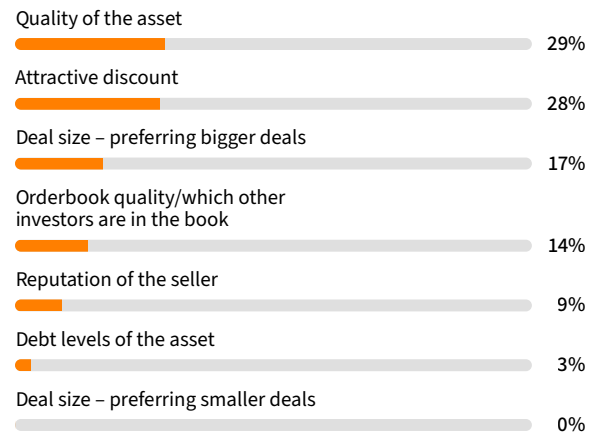 Quality of the asset
29%
Attractive discount
28%
Deal size – preferring bigger deals
17%
Orderbook quality/which other
investors are in the book
14%
Reputation of the seller
9%
Debt levels of the asset
3%
Deal size – preferring smaller deals
0%